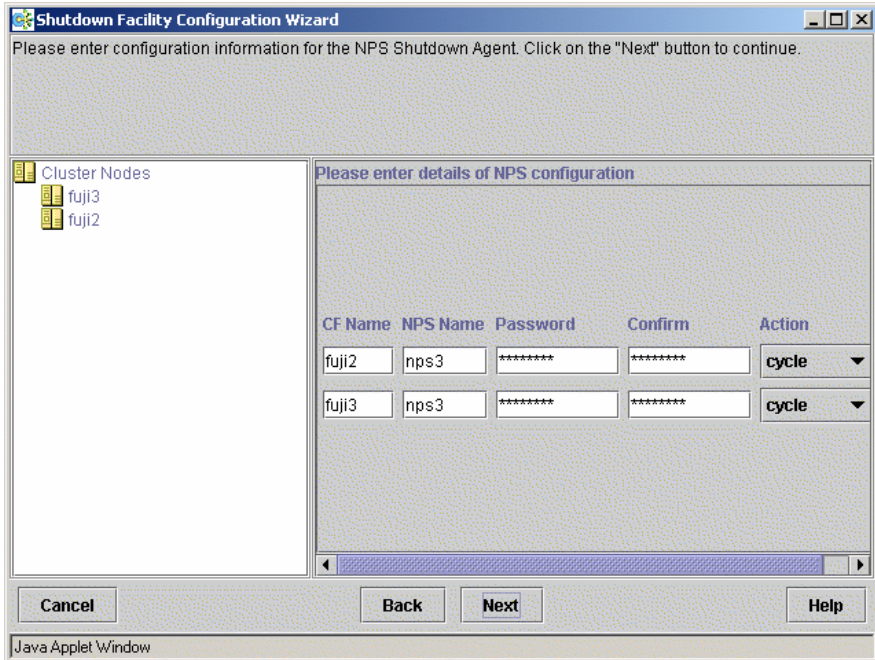 Shutdown Facility Configuration Wizard
Please enter configuration information for the NPS Shutdown Agent. Click on the "Next" button to continue.
Cluster Nodes
fuji3
fuji2
Please enter details of NPS configuration
CF Name NPS Name Password Confirm Action
fuji2 nps3 ******** ******** cycle
fuji3 nps3 ******** ******** cycle
Cancel Back Next Help
Java Applet Window